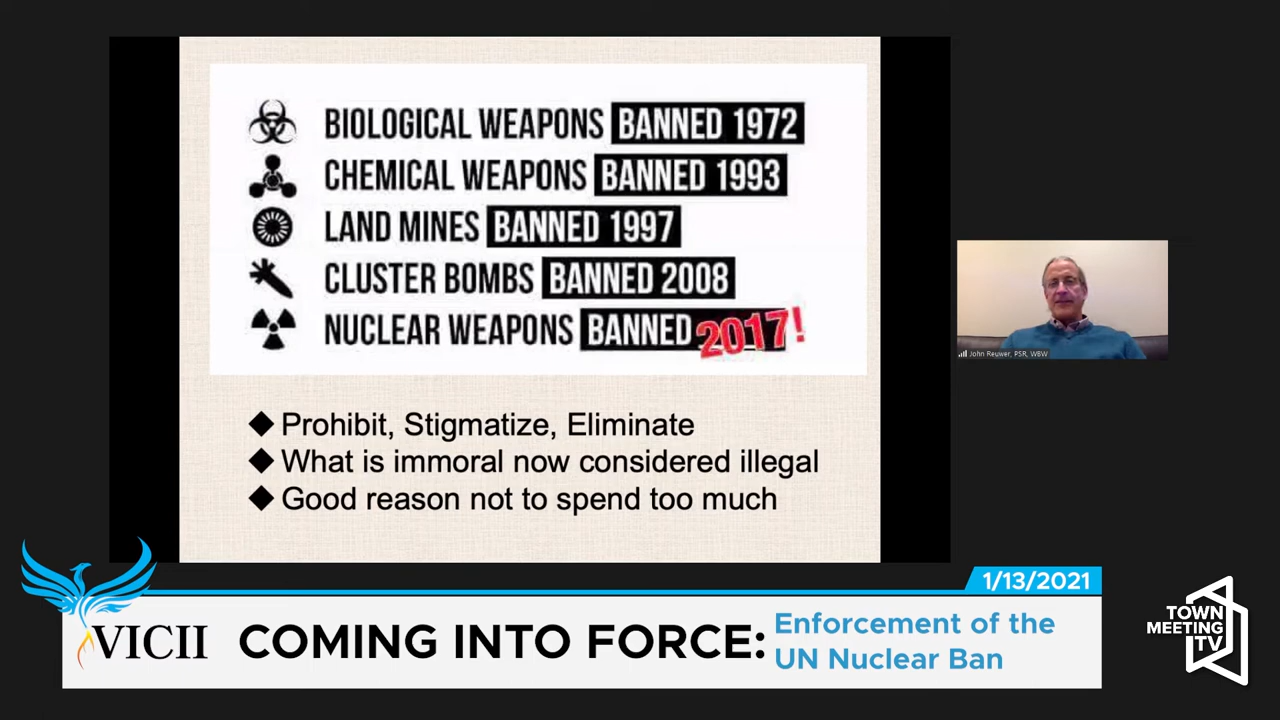 BIOLOGICAL WEAPONS BANNED 1972
CHEMICAL WEAPONS BANNED 1993
LAND MINES BANNED 1997
CLUSTER BOMBS BANNED 2008
NUCLEAR WEAPONS BANNED 2017!
Prohibit, Stigmatize, Eliminate
What is immoral now considered illegal
Good reason not to spend too much
John Reuwer, PSR, WBW
1/13/2021
VICII
COMING INTO FORCE:
Enforcement of the
UN Nuclear Ban
TOWN
MEETING
TV